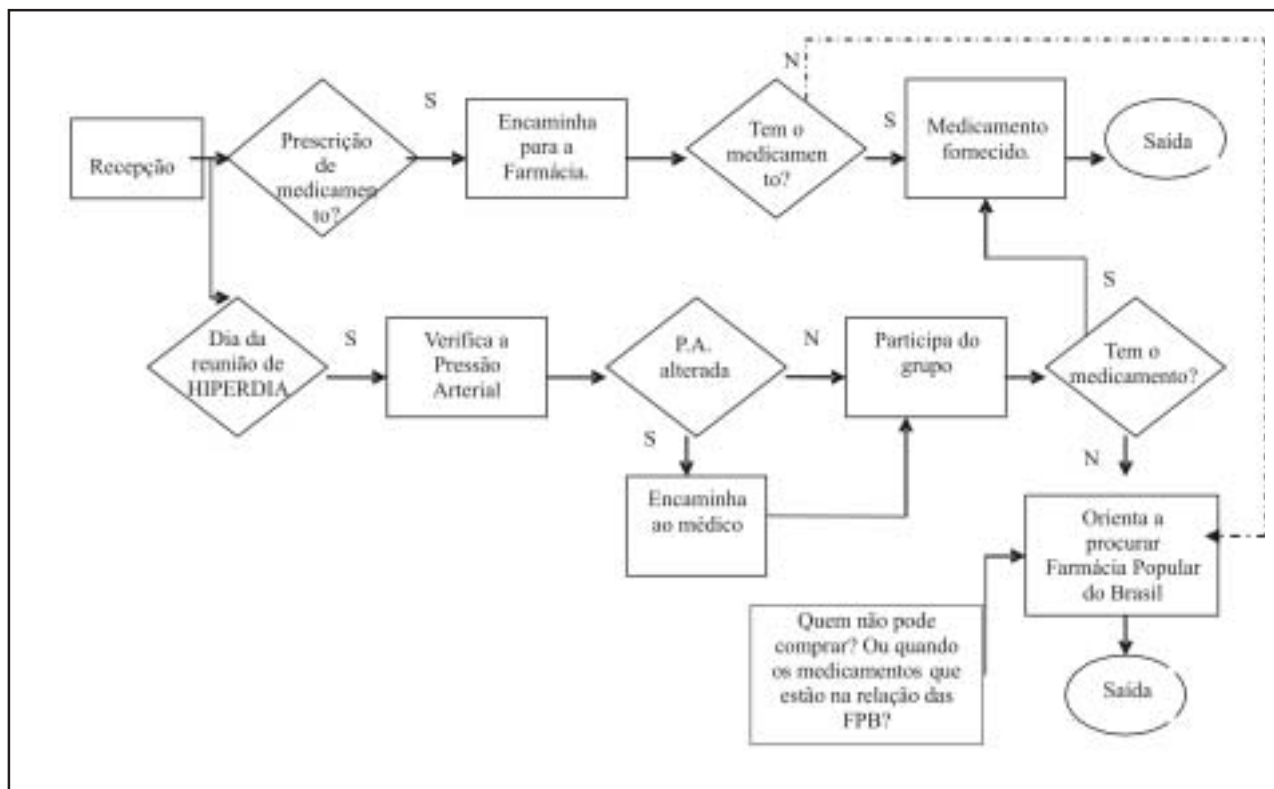 N
S
Recepção
Prescrição
de
medicamen
to?
Encaminha
para a
Farmácia.
Tem o
medicamen
to?
S
Medicamento
fornecido.
Saída
S
Dia da
reunião de
HIPERDIA
S
Verifica a
Pressão
Arterial
P.A.
alterada
N
Participa do
grupo
Tem o
medicamento?
S
N
Encaminha
ao médico
Orienta a
procurar
Farmácia Popular
do Brasil
Quem não pode
comprar? Ou quando
os medicamentos que
estão na relação das
FPB?
Saída